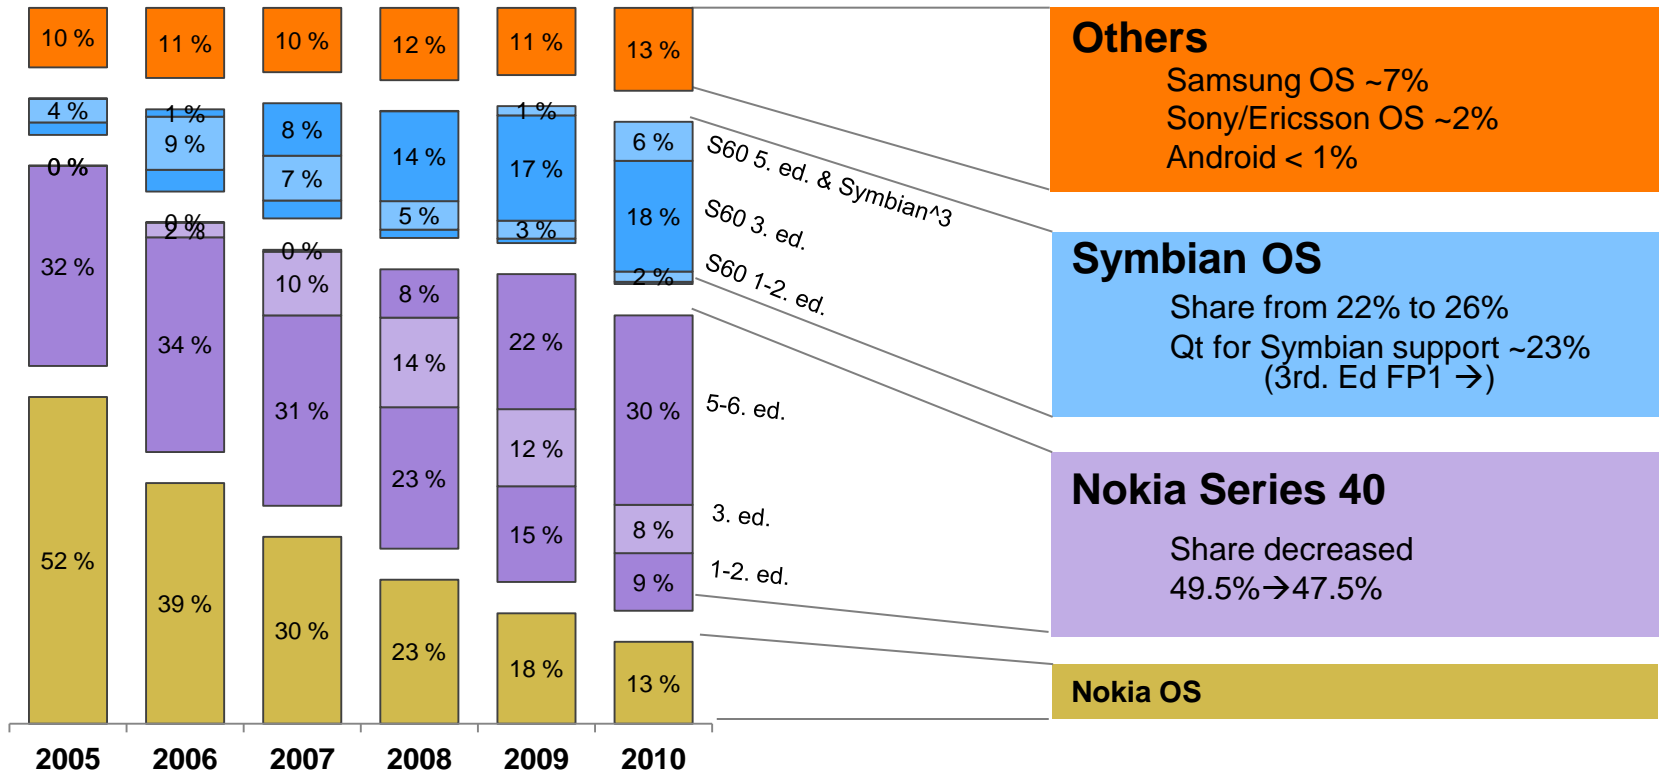 10 %
11 %
10 %
12 %
11 %
13 %
4 %
1 %
9 %
8 %
7 %
14 %
5 %
1 %
17 %
3 %
6 %
18 %
2 %
0 %
32 %
0 %
2 %
34 %
0 %
10 %
31 %
8 %
14 %
23 %
22 %
12 %
15 %
30 %
8 %
9 %
52 %
39 %
30 %
23 %
18 %
13 %
2005
2006
2007
2008
2009
2010
S60 5. ed. & Symbian^3
S60 3. ed.
S60 1-2. ed.
5-6. ed.
3. ed.
1-2. ed.
Others
Samsung OS ~7%
Sony/Ericsson OS ~2%
Android < 1%
Symbian OS
Share from 22% to 26%
Qt for Symbian support ~23%
(3rd. Ed FP1 →)
Nokia Series 40
Share decreased
49.5%→47.5%
Nokia OS